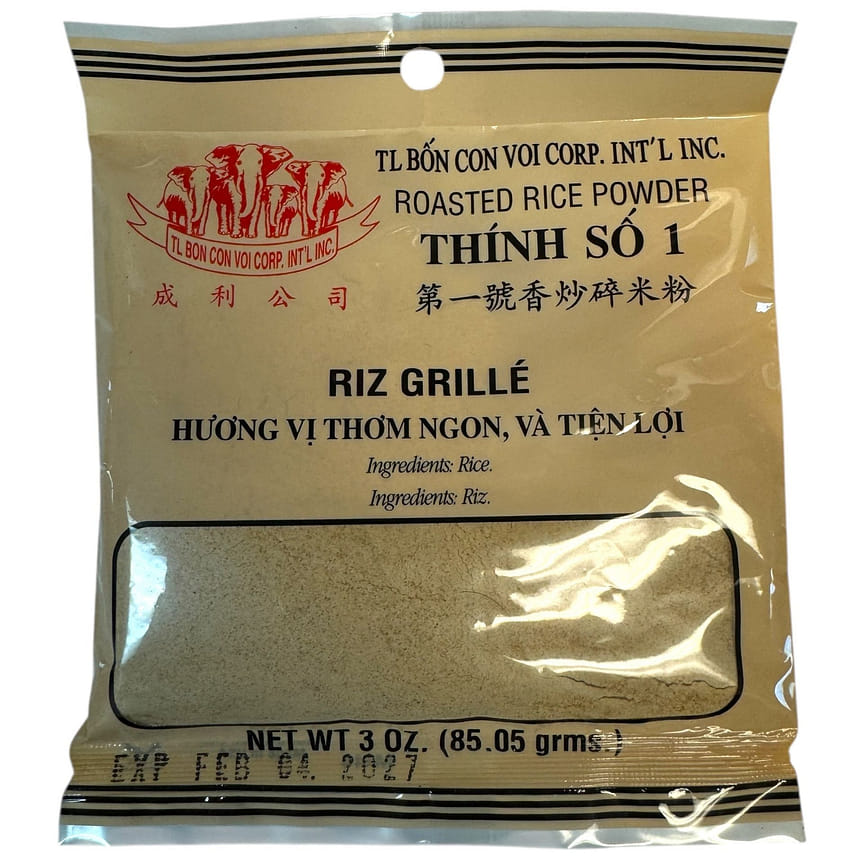 TL BỐN CON VOI CORP. INT'L INC.
ROASTED RICE POWDER
THÍNH SỐ 1
第一號香炒碎米粉
TL BON CON VOI CORP. INT'L INC.
成利公司
RIZ GRILLÉ
HƯƠNG VỊ THƠM NGON, VÀ TIỆN LỢI
Ingredients: Rice.
Ingredients: Riz.
NET WT 3 OZ. (85.05 grms.)
EXP FEB 04. 2027